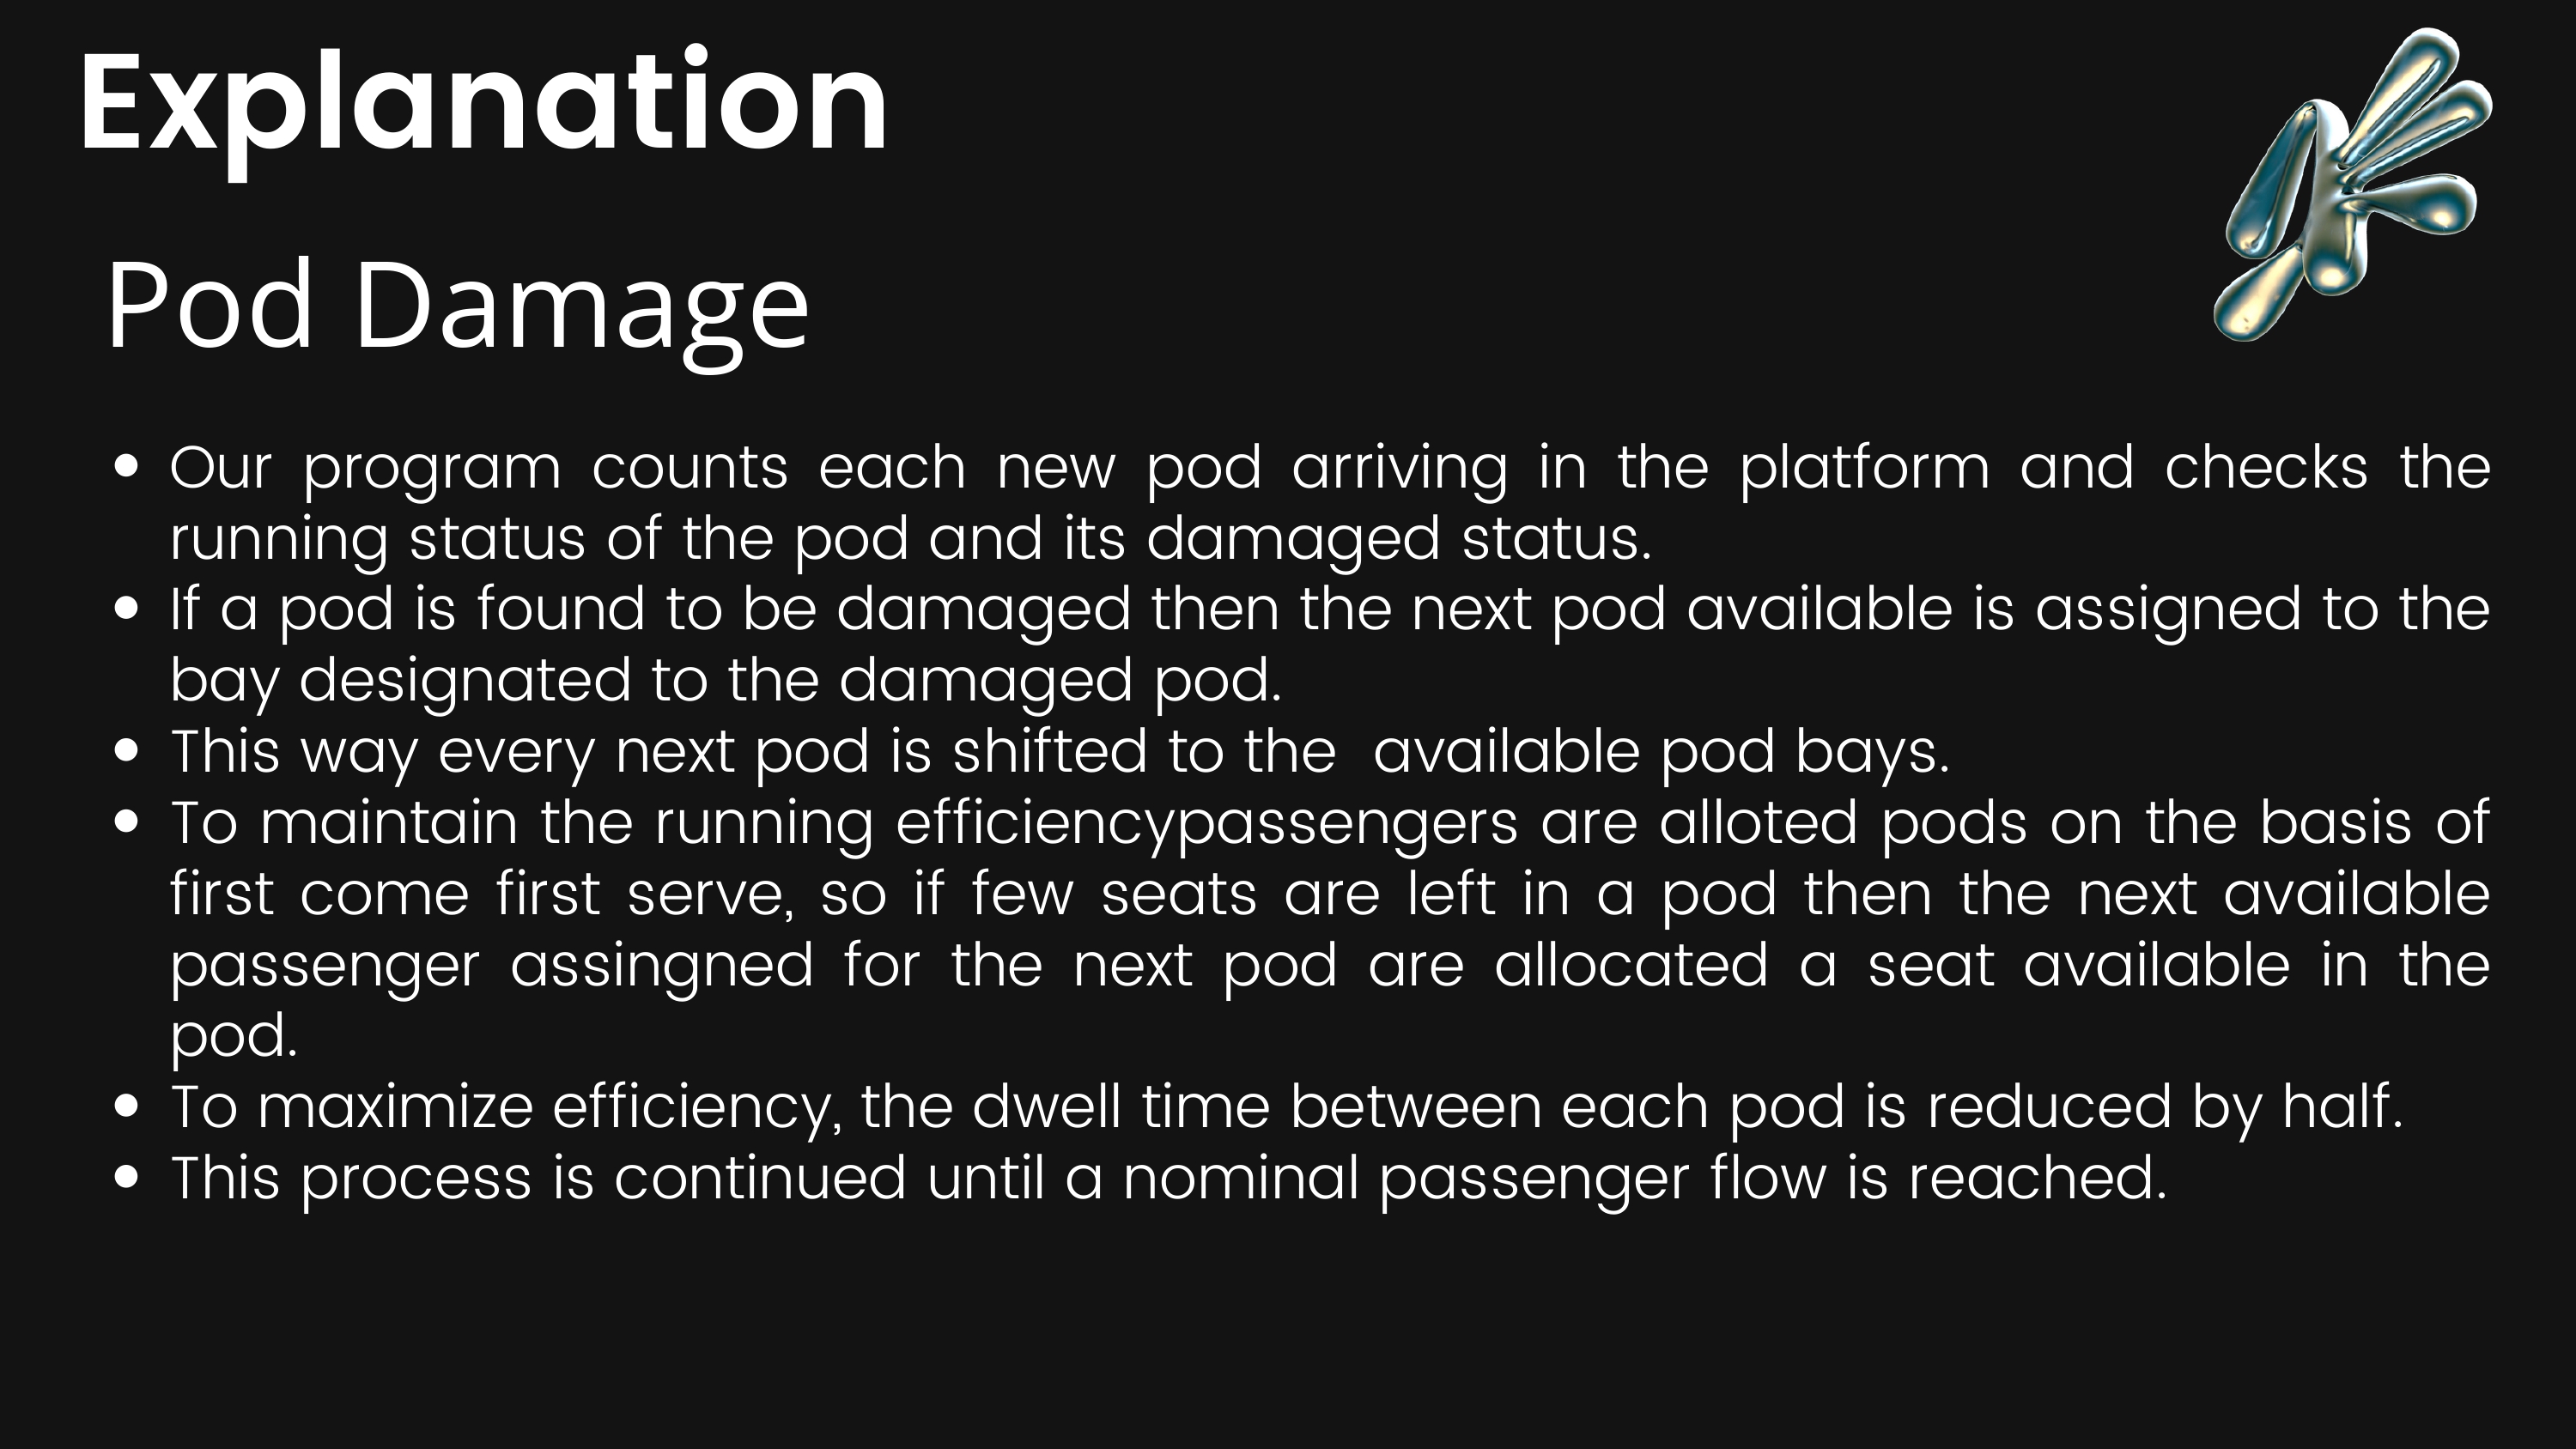 Explanation
Pod Damage
• Our program counts each new pod arriving in the platform and checks the
running status of the pod and its damaged status.
• If a pod is found to be damaged then the next pod available is assigned to the
bay designated to the damaged pod.
• This way every next pod is shifted to the  available pod bays.
• To maintain the running efficiencypassengers are alloted pods on the basis of
first come first serve, so if few seats are left in a pod then the next available
passenger assingned for the next pod are allocated a seat available in the
pod.
• To maximize efficiency, the dwell time between each pod is reduced by half.
• This process is continued until a nominal passenger flow is reached.